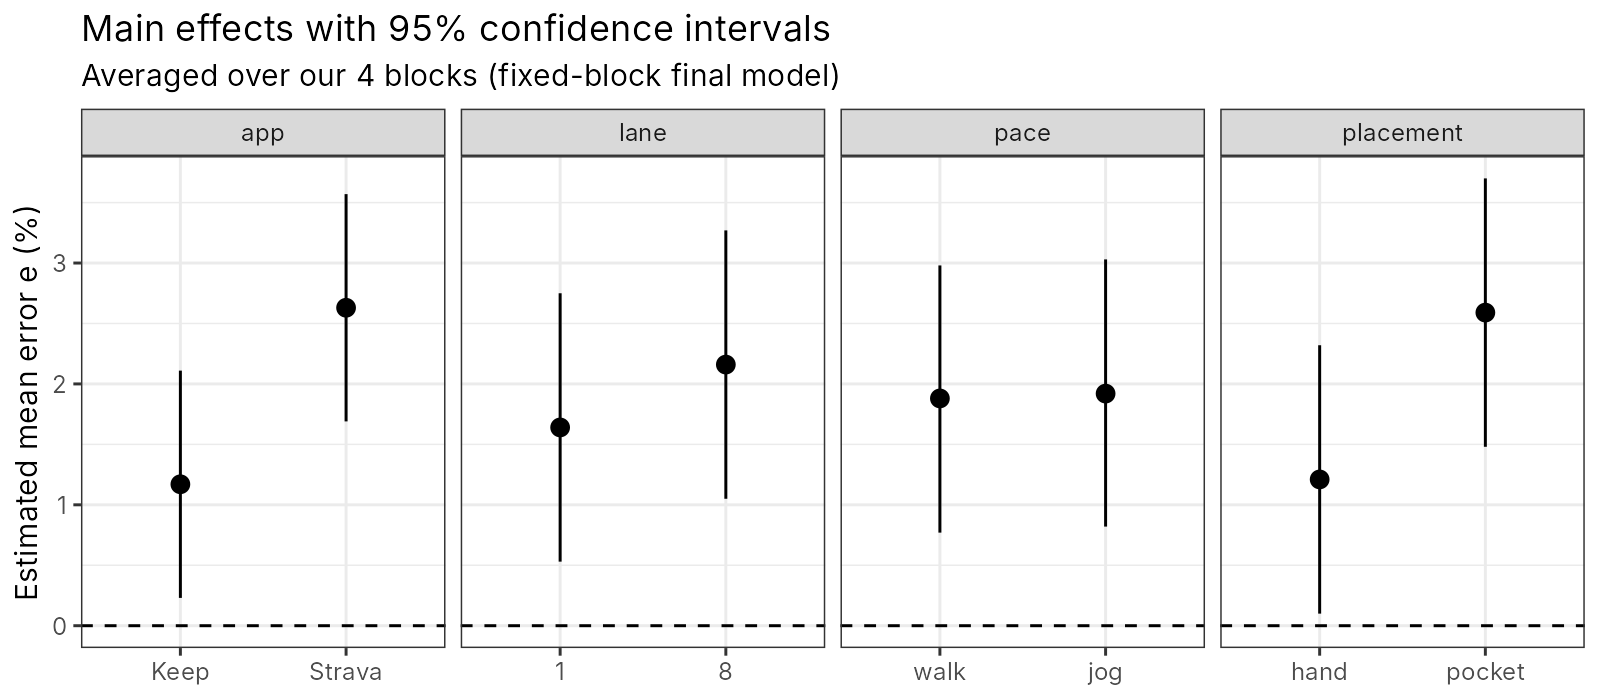 Main effects with 95% confidence intervals
Averaged over our 4 blocks (fixed-block final model)
app
lane
pace
placement
Estimated mean error e (%)
3
2
1
0
Keep
Strava
1
8
walk
jog
hand
pocket